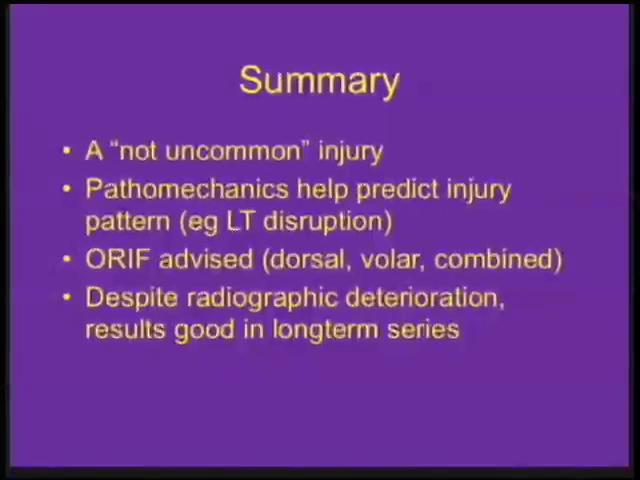 Summary
• A “not uncommon” injury
• Pathomechanics help predict injury
pattern (eg LT disruption)
• ORIF advised (dorsal, volar, combined)
• Despite radiographic deterioration,
results good in longterm series